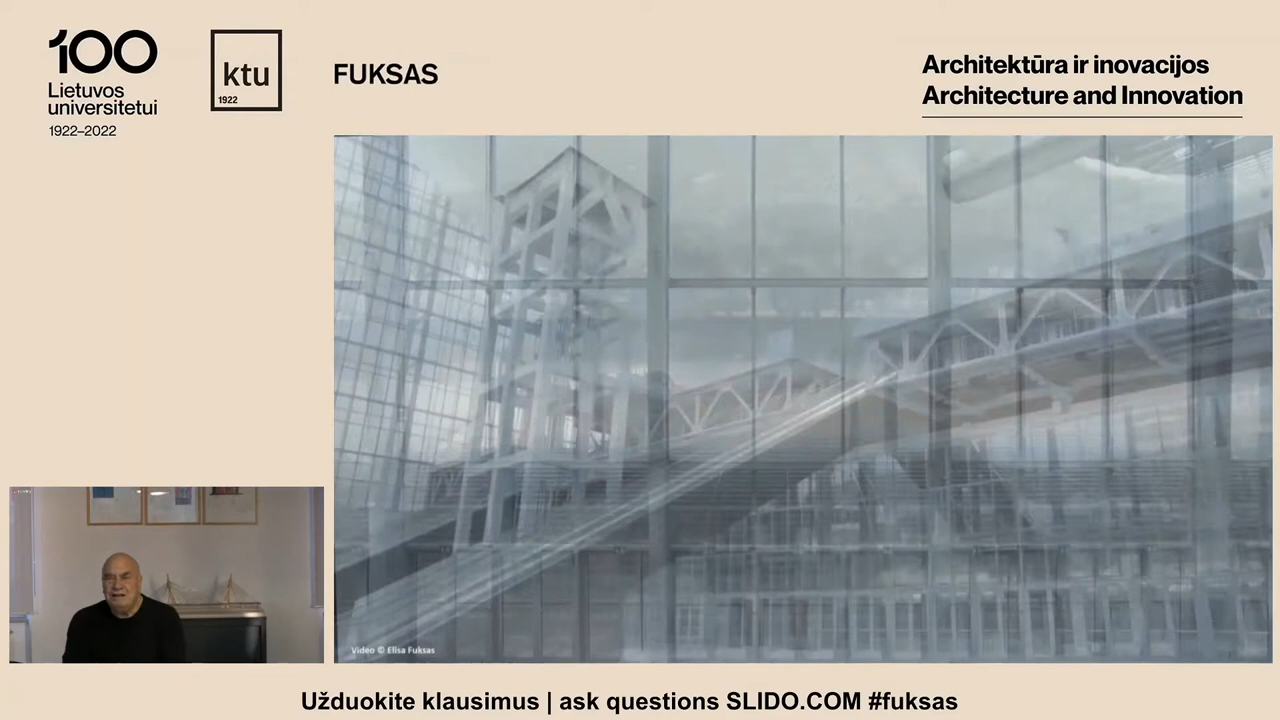 100
Lietuvos
universitetui
1922–2022
ktu
1922
FUKSAS
Architektūra ir inovacijos
Architecture and Innovation
Video © Elisa Fuksas
Užduokite klausimus | ask questions SLIDO.COM #fuksas